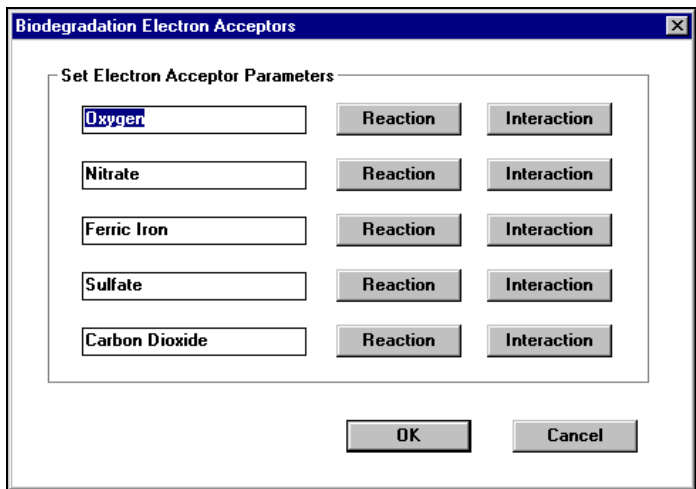 Biodegradation Electron Acceptors
Set Electron Acceptor Parameters
Oxygen Reaction Interaction
Nitrate Reaction Interaction
Ferric Iron Reaction Interaction
Sulfate Reaction Interaction
Carbon Dioxide Reaction Interaction
OK Cancel